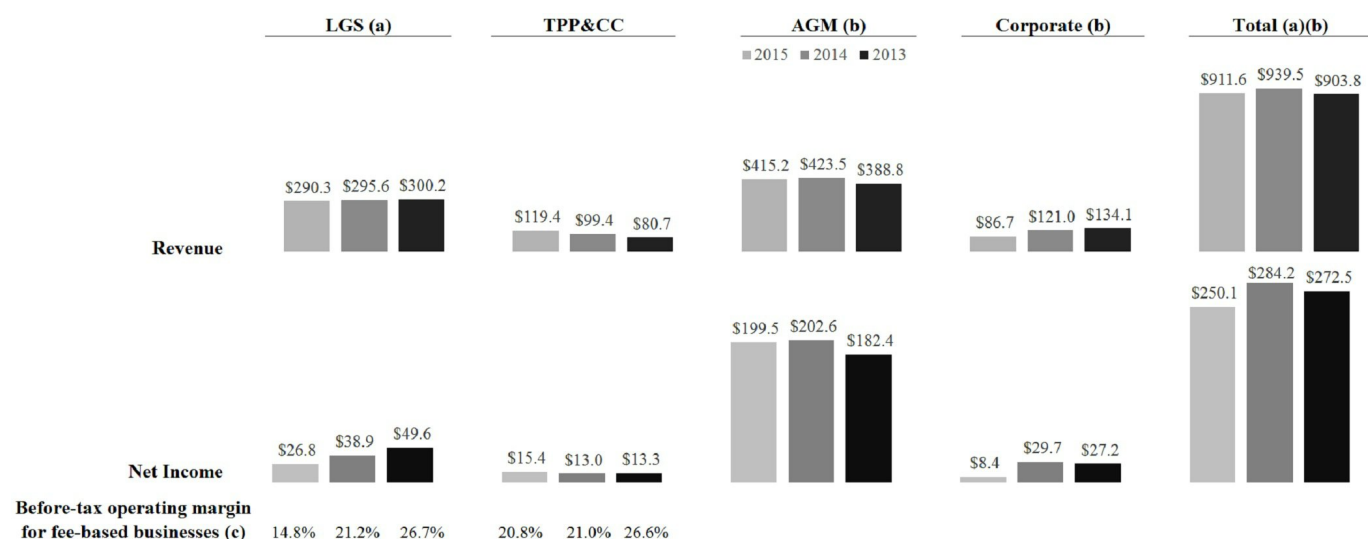 LGS (a) TPP&CC AGM (b) Corporate (b) Total (a)(b)
2015 2014 2013
$911.6 $939.5 $903.8
$415.2 $423.5 $388.8
$290.3 $295.6 $300.2
$119.4 $99.4 $80.7
$86.7 $121.0 $134.1
Revenue
$250.1 $284.2 $272.5
$199.5 $202.6 $182.4
$26.8 $38.9 $49.6
$15.4 $13.0 $13.3
$8.4 $29.7 $27.2
Net Income
Before-tax operating margin
for fee-based businesses (c) 14.8% 21.2% 26.7% 20.8% 21.0% 26.6%